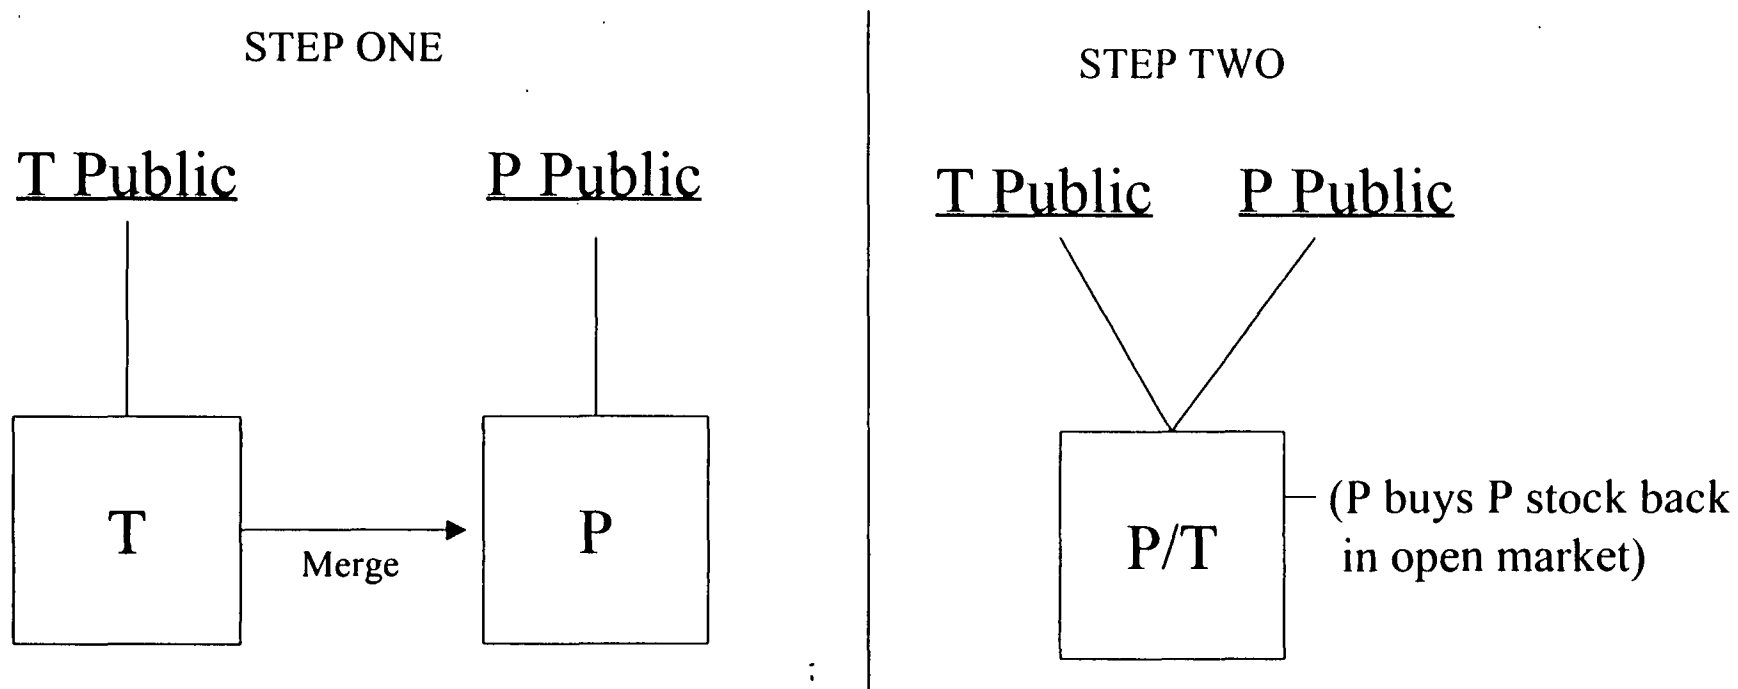 STEP ONE
T Public
P Public
T
Merge
P
STEP TWO
T Public
P Public
P/T
(P buys P stock back
in open market)